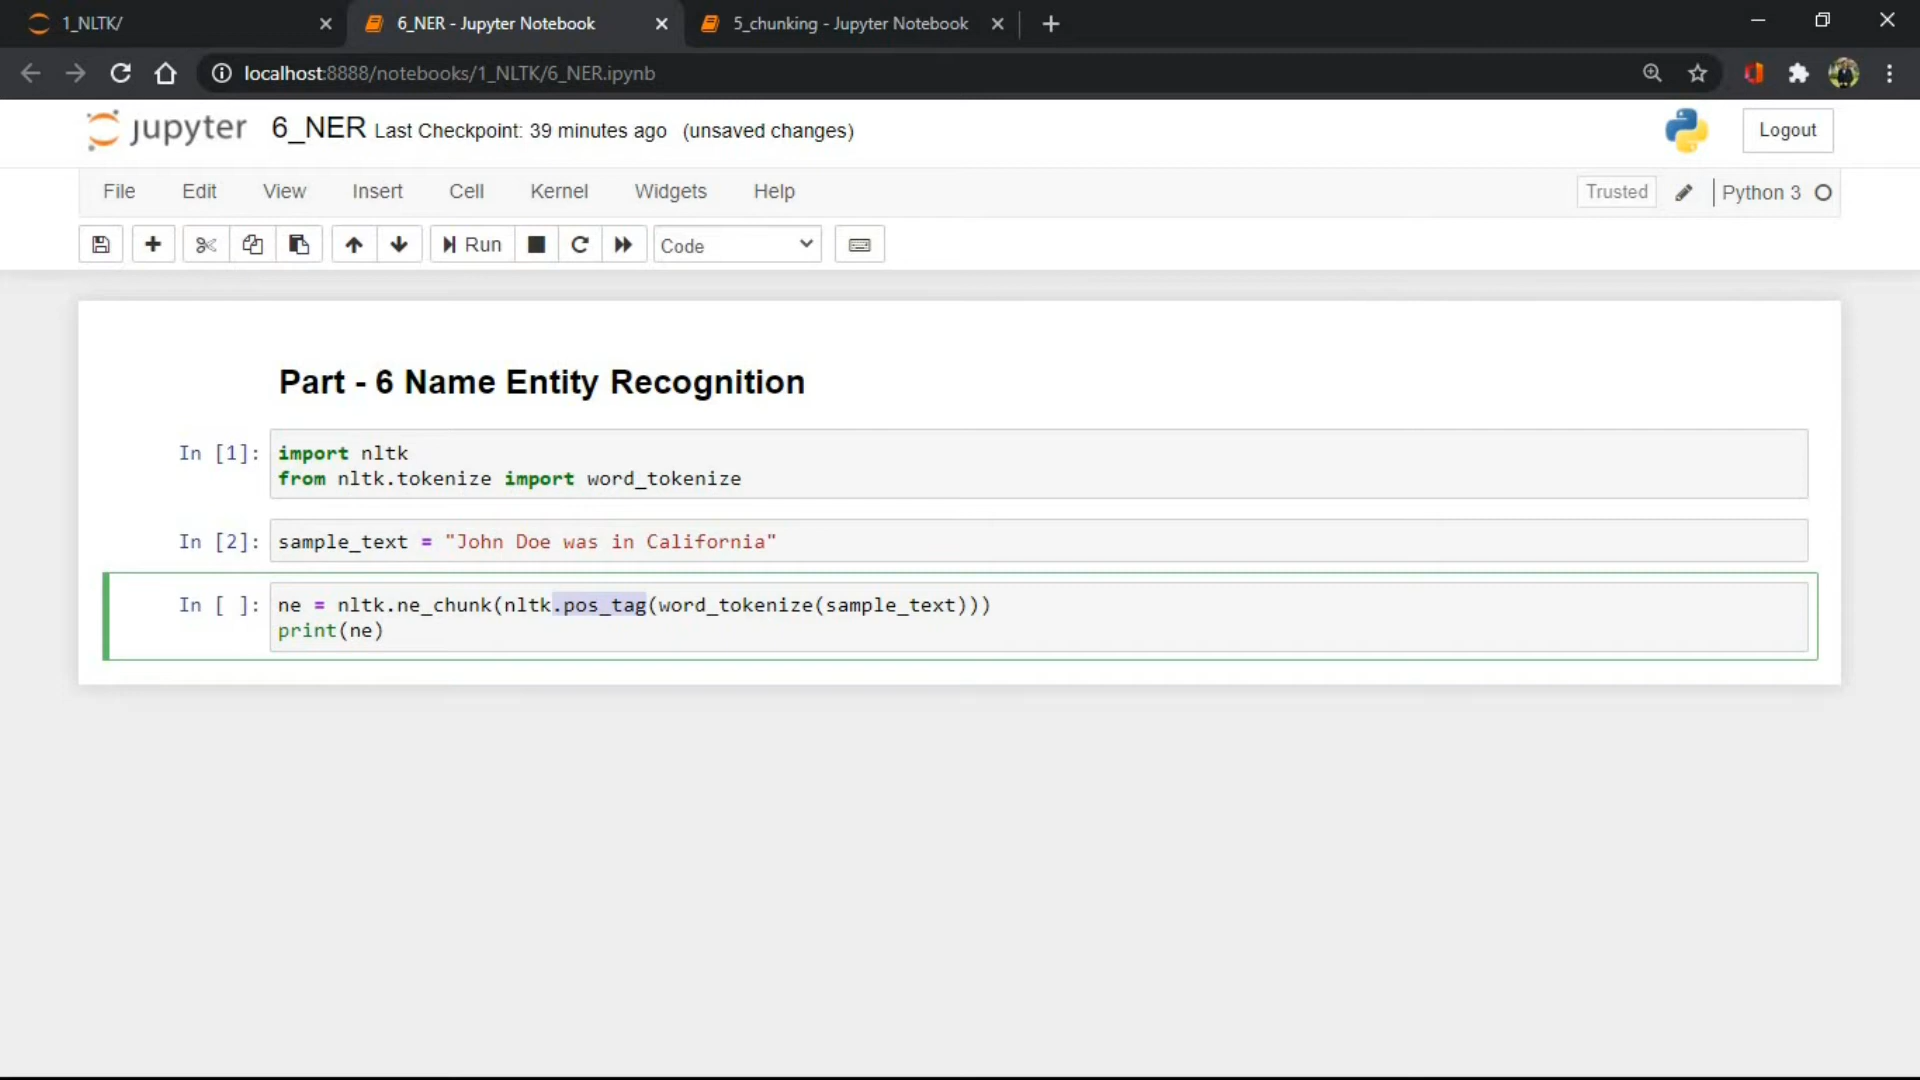 1_NLTK/
6_NER - Jupyter Notebook
5_chunking - Jupyter Notebook
localhost:8888/notebooks/1_NLTK/6_NER.ipynb
jupyter 6_NER Last Checkpoint: 39 minutes ago (unsaved changes)
Logout
File Edit View Insert Cell Kernel Widgets Help
Trusted Python 3
Run Code
Part - 6 Name Entity Recognition
In [1]: import nltk
from nltk.tokenize import word_tokenize
In [2]: sample_text = "John Doe was in California"
In [ ]: ne = nltk.ne_chunk(nltk.pos_tag(word_tokenize(sample_text)))
print(ne)